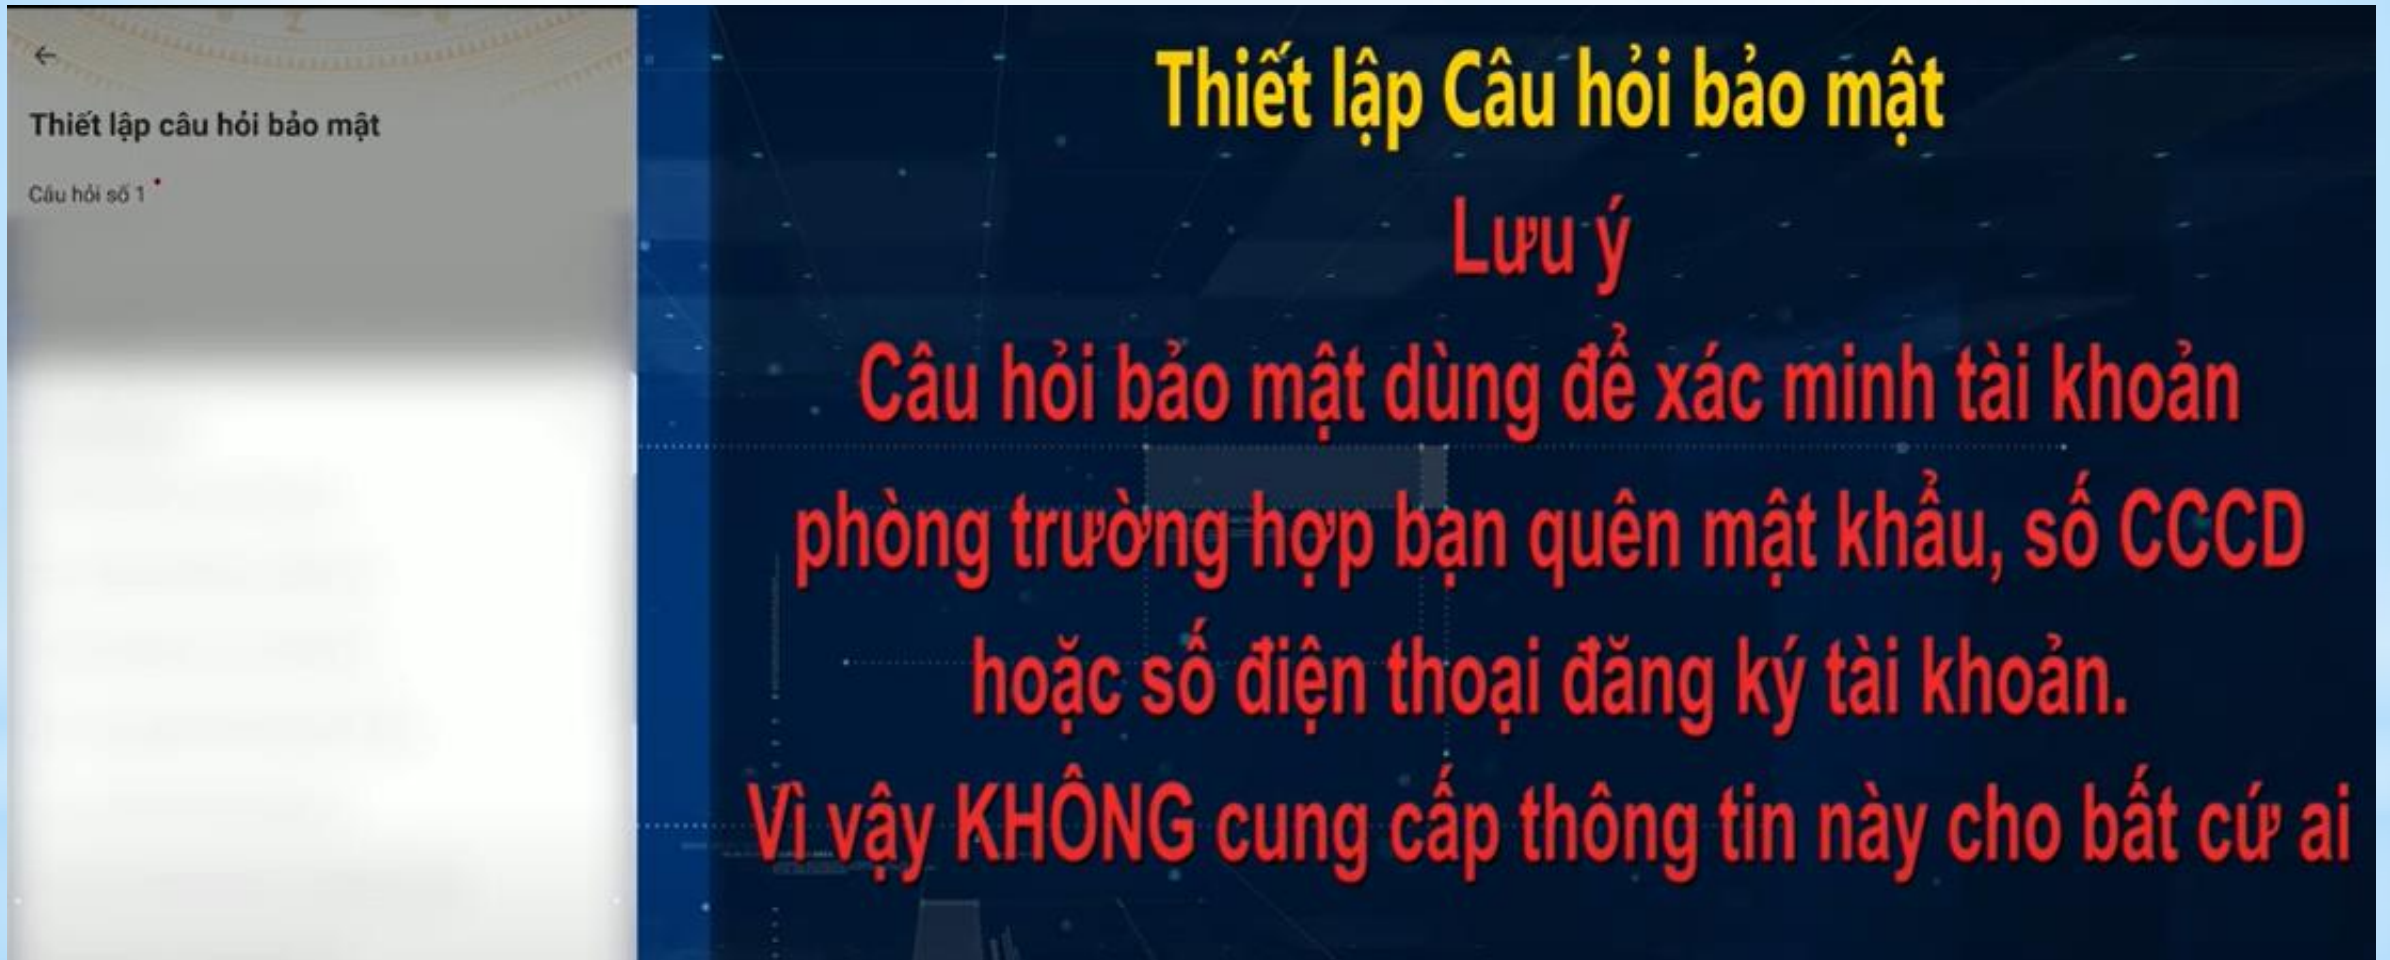 Thiết lập câu hỏi bảo mật
Câu hỏi số 1 *
Thiết lập Câu hỏi bảo mật
Lưu ý
Câu hỏi bảo mật dùng để xác minh tài khoản
phòng trường hợp bạn quên mật khẩu, số CCCD
hoặc số điện thoại đăng ký tài khoản.
Vì vậy KHÔNG cung cấp thông tin này cho bất cứ ai